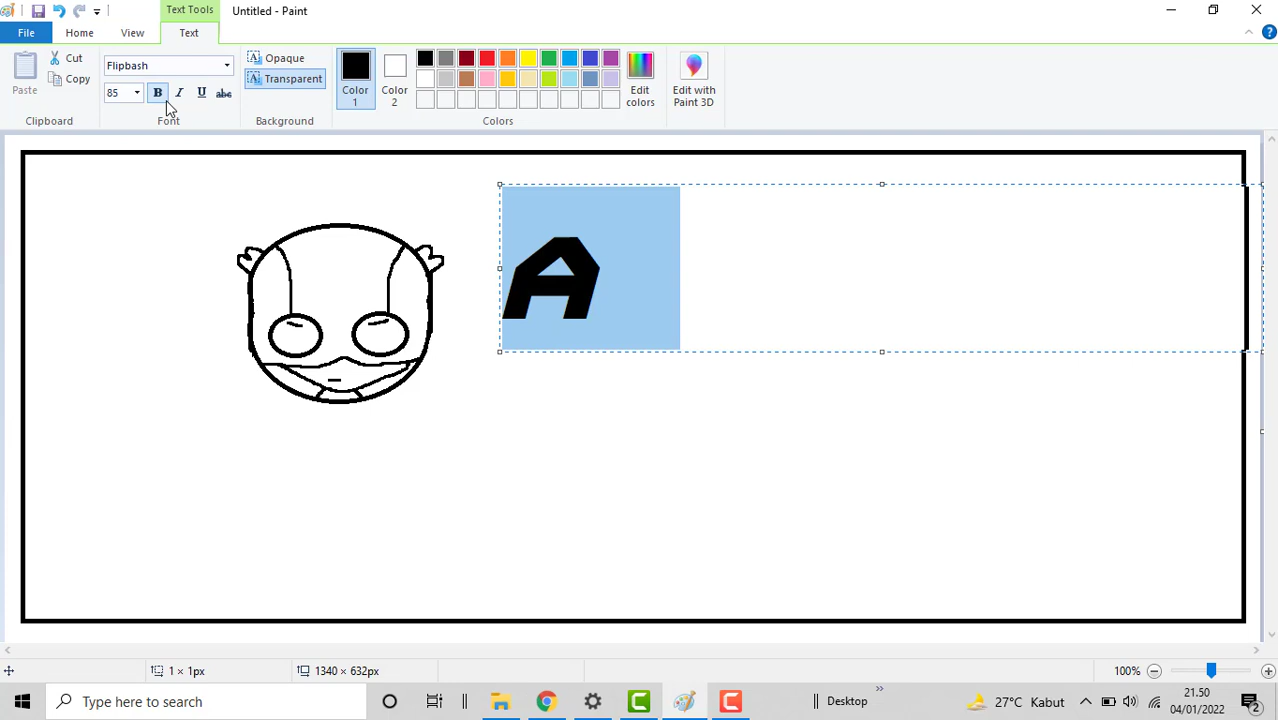 Text Tools
Untitled - Paint
File
Home
View
Text
Paste
Cut
Copy
Clipboard
Flipbash
85
B
I
U
abc
Font
Opaque
Transparent
Background
Color 1
Color 2
Edit colors
Colors
Edit with Paint 3D
A
1 × 1px
1340 × 632px
100%
Type here to search
Desktop
27°C Kabut
21.50
04/01/2022
2